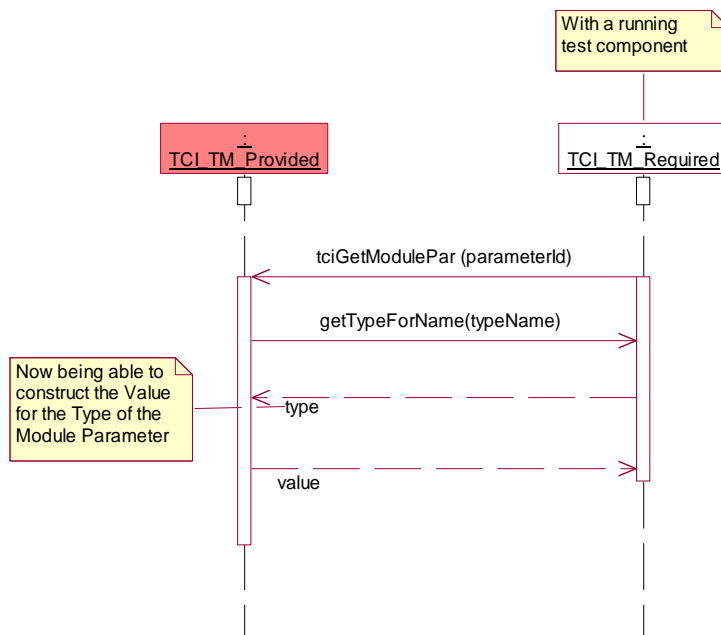 With a running
test component
:
TCI_TM_Provided
:
TCI_TM_Required
tciGetModulePar (parameterId)
getTypeForName(typeName)
Now being able to
construct the Value
for the Type of the
Module Parameter
type
value